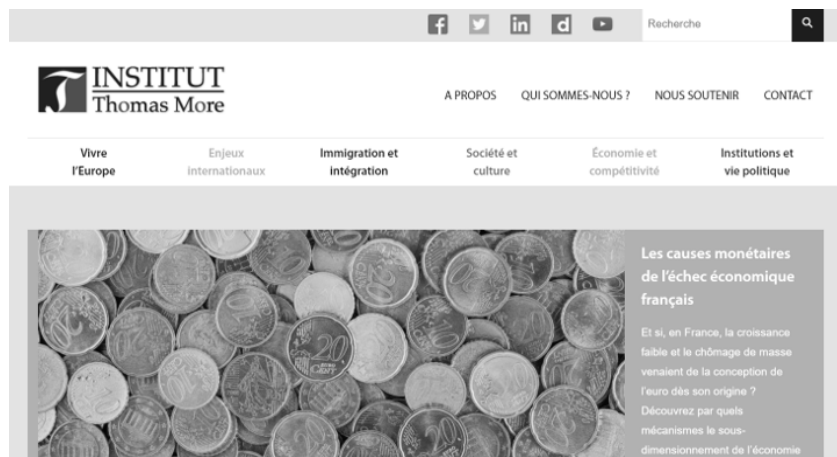 Recherche
INSTITUT
Thomas More
A PROPOS QUI SOMMES-NOUS ? NOUS SOUTENIR CONTACT
Vivre l'Europe
Enjeux internationaux
Immigration et intégration
Société et culture
Économie et compétitivité
Institutions et vie politique
Les causes monétaires
de l'échec économique
français
Et si, en France, la croissance
faible et le chômage de masse
venaient de la conception de
l'euro dès son origine ?
Découvrez par quels
mécanismes le sous-
dimensionnement de l'économie